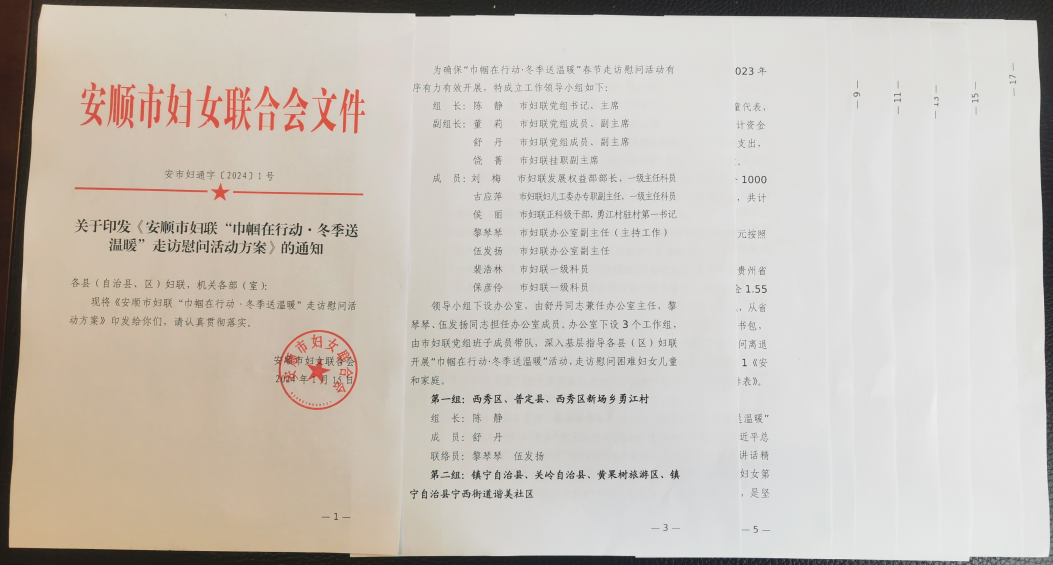 安顺市妇女联合会文件
安市妇通字〔2024〕1号
关于印发《安顺市妇联“巾帼在行动·冬季送
温暖”走访慰问活动方案》的通知
各县（自治县、区）妇联，机关各部（室）：
现将《安顺市妇联“巾帼在行动·冬季送温暖”走访慰问活
动方案》印发给你们，请认真贯彻落实。
安顺市妇女联合会
2024年1月15日
安顺市妇女联合会
—1—
为确保“巾帼在行动·冬季送温暖”春节走访慰问活动有
序有力有效开展，特成立工作领导小组如下：
组 长：陈 静 市妇联党组书记、主席
副组长：董 莉 市妇联党组成员、副主席
舒 丹 市妇联党组成员、副主席
饶 菁 市妇联挂职副主席
成 员：刘 梅 市妇联发展权益部部长、一级主任科员
古应萍 市妇联妇儿工委办专职副主任、一级主任科员
侯 丽 市妇联正科级干部，勇江村驻村第一书记
黎琴琴 市妇联办公室副主任（主持工作）
伍发扬 市妇联办公室副主任
裴浩林 市妇联一级科员
保彦伶 市妇联一级科员
领导小组下设办公室，由舒丹同志兼任办公室主任，黎
琴琴、伍发扬同志担任办公室成员。办公室下设3个工作组，
由市妇联党组班子成员带队，深入基层指导各县（区）妇联
开展“巾帼在行动·冬季送温暖”活动，走访慰问困难妇女儿童
和家庭。
第一组：西秀区、普定县、西秀区新场乡勇江村
组 长：陈 静
成 员：舒 丹
联络员：黎琴琴 伍发扬
第二组：镇宁自治县、关岭自治县、黄果树旅游区、镇
宁自治县宁西街道谐美社区
—3—
023年
童代表、
计资金
支出，
1000
，共计
元按照
贵州省
1.55
，从省
书包，
问离退
1《安
表》。
温暖”
近平总
讲话精
妇女第
，是坚
—5—
—9—
—11—
—13—
—15—
—17—